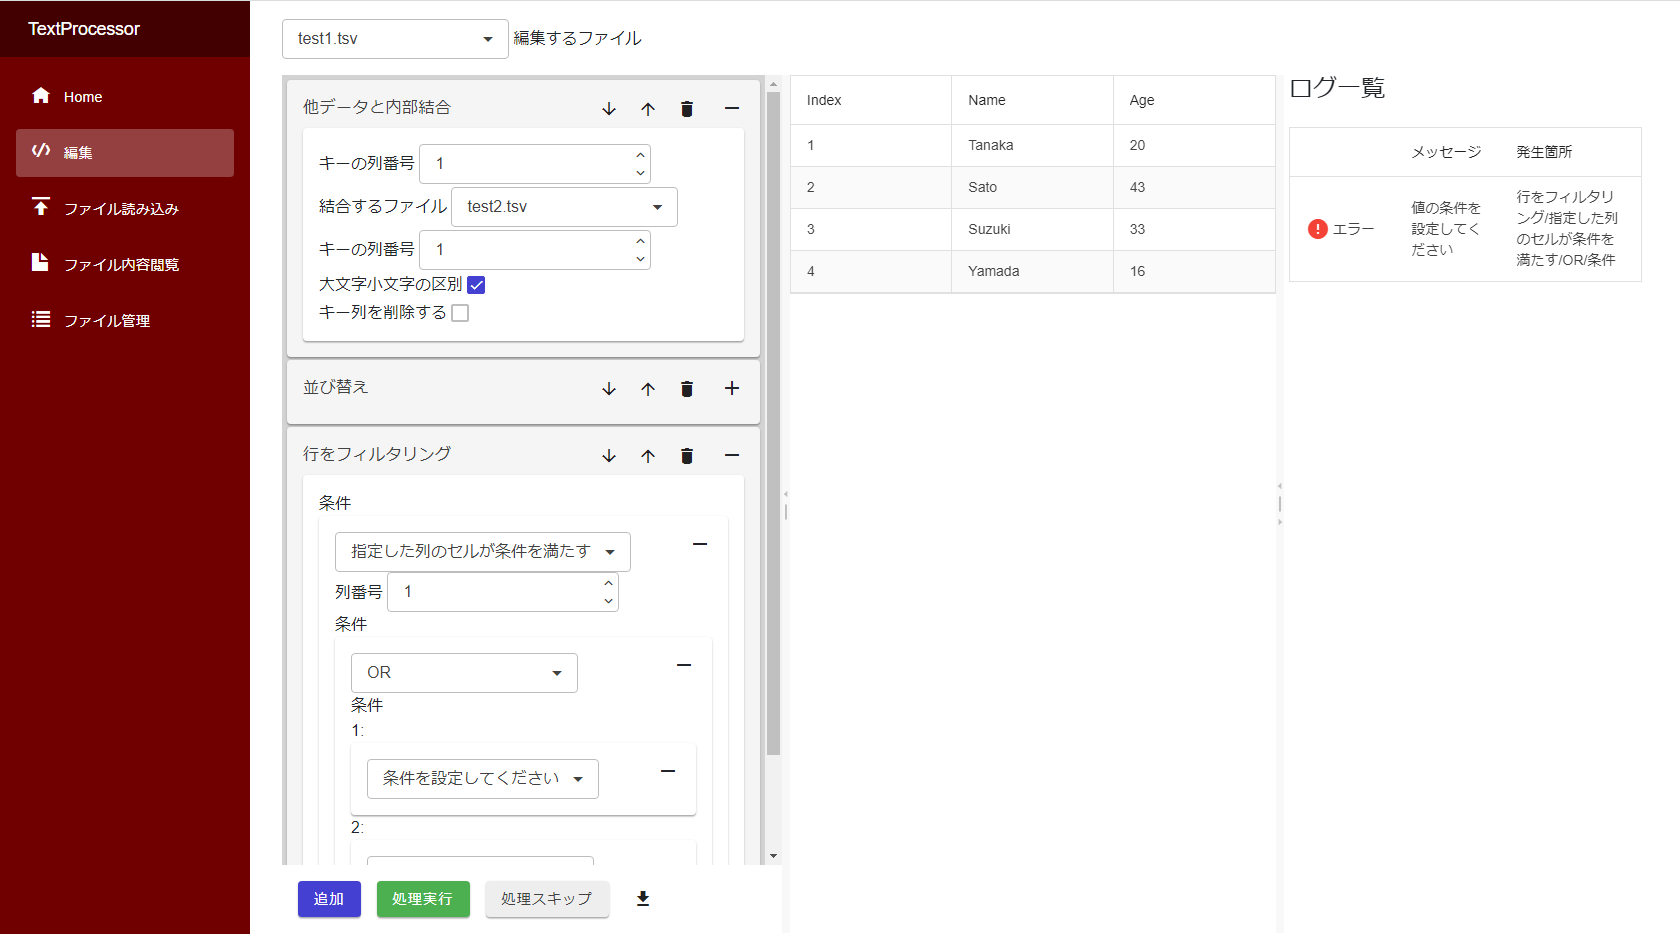 TextProcessor
Home
編集
ファイル読み込み
ファイル内容閲覧
ファイル管理
test1.tsv 編集するファイル
他データと内部結合
キーの列番号 1
結合するファイル test2.tsv
キーの列番号 1
大文字小文字の区別
キー列を削除する
並び替え
行をフィルタリング
条件
指定した列のセルが条件を満たす
列番号 1
条件
OR
条件
1:
条件を設定してください
2:
追加 処理実行 処理スキップ
Index Name Age
1 Tanaka 20
2 Sato 43
3 Suzuki 33
4 Yamada 16
ログ一覧
メッセージ 発生箇所
エラー
値の条件を
設定してく
ださい
行をフィルタリ
ング/指定した列
のセルが条件を
満たす/OR/条件